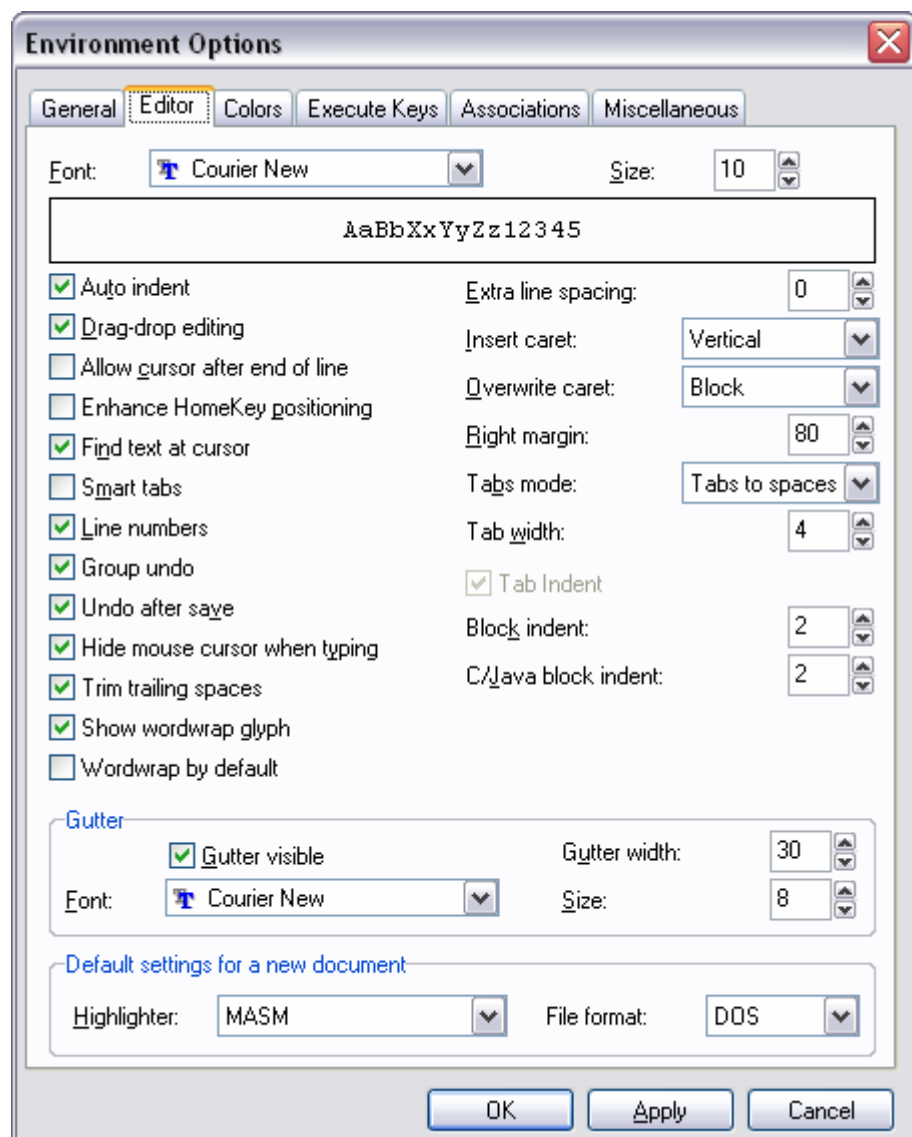 Environment Options
General Editor Colors Execute Keys Associations Miscellaneous
Font: Courier New Size: 10
AaBbXxYyZz12345
Auto indent Extra line spacing: 0
Drag-drop editing Insert caret: Vertical
Allow cursor after end of line Overwrite caret: Block
Enhance HomeKey positioning Right margin: 80
Find text at cursor
Smart tabs Tabs mode: Tabs to spaces
Line numbers Tab width: 4
Group undo Tab Indent
Undo after save Block indent: 2
Hide mouse cursor when typing
Trim trailing spaces C/Java block indent: 2
Show wordwrap glyph
Wordwrap by default
Gutter
Gutter visible Gutter width: 30
Font: Courier New Size: 8
Default settings for a new document
Highlighter: MASM File format: DOS
OK Apply Cancel